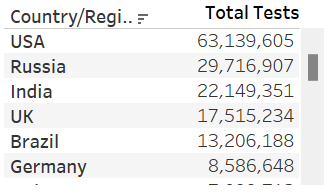 Country/Regi.. Total Tests
USA 63,139,605
Russia 29,716,907
India 22,149,351
UK 17,515,234
Brazil 13,206,188
Germany 8,586,648